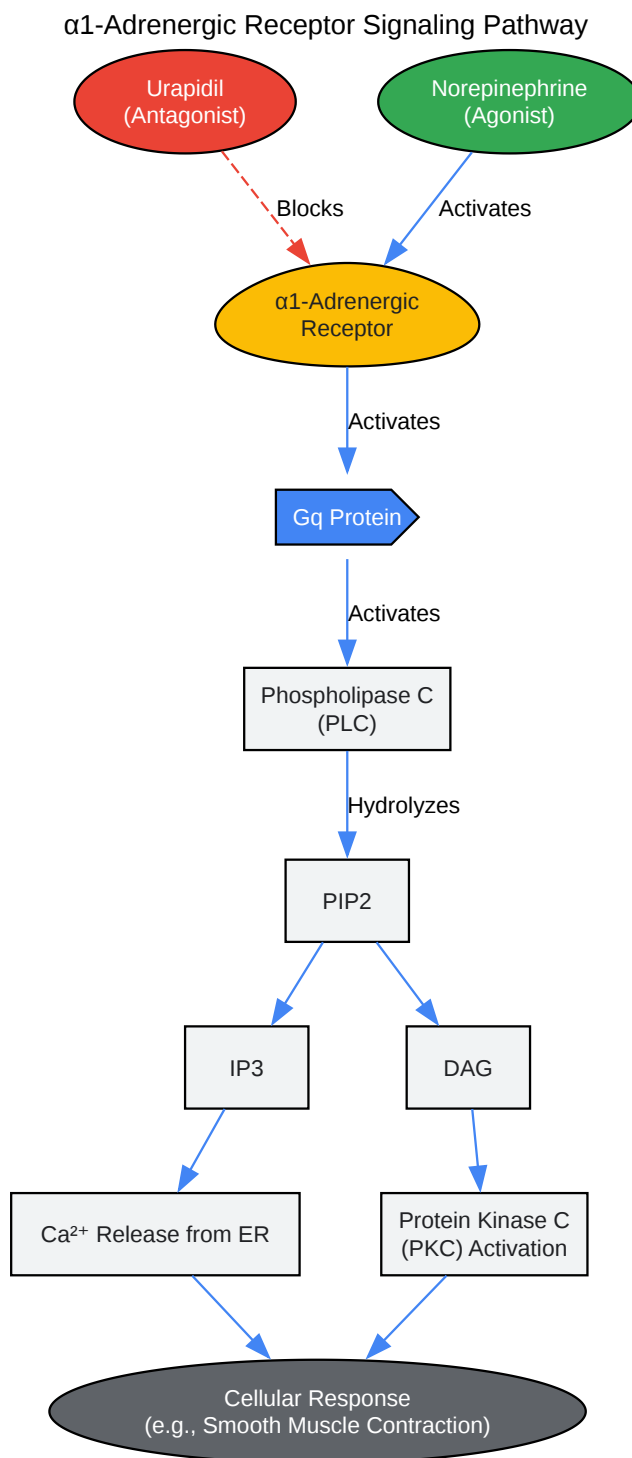 α1-Adrenergic Receptor Signaling Pathway
Urapidil
(Antagonist)
Norepinephrine
(Agonist)
Blocks
Activates
α1-Adrenergic
Receptor
Activates
Gq Protein
Activates
Phospholipase C
(PLC)
Hydrolyzes
PIP2
IP3
DAG
Ca²⁺ Release from ER
Protein Kinase C
(PKC) Activation
Cellular Response
(e.g., Smooth Muscle Contraction)